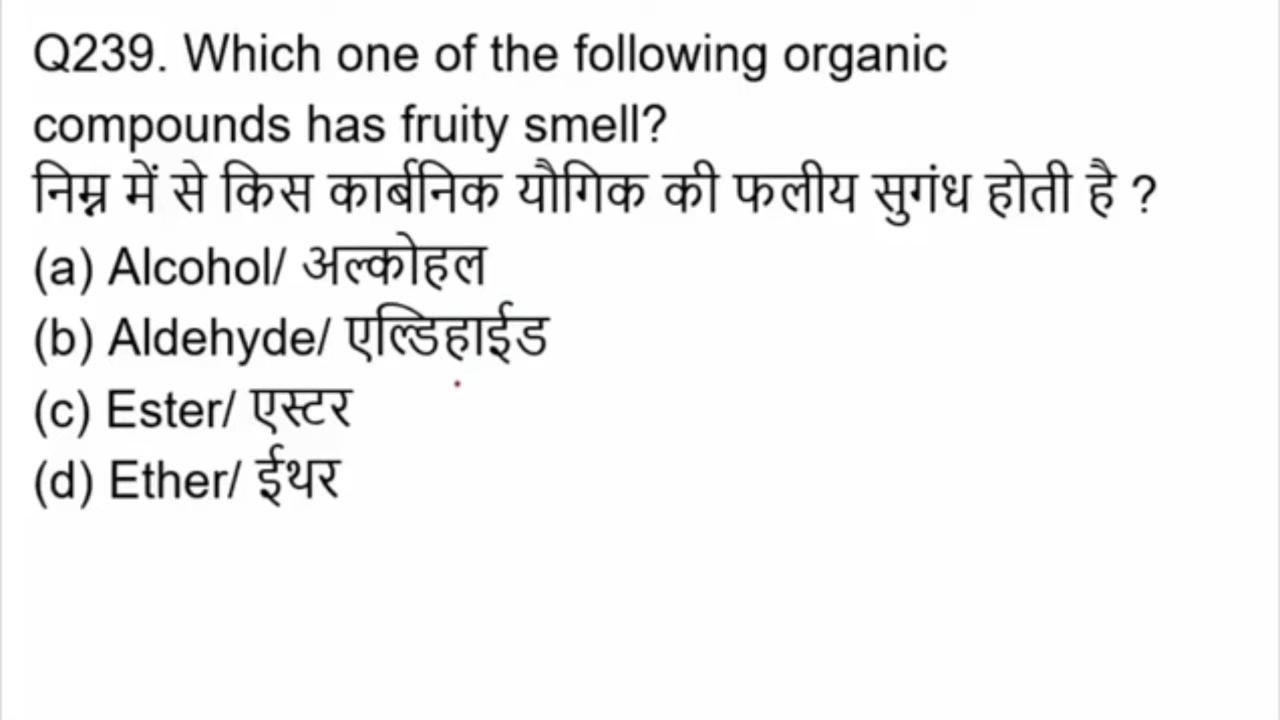 Q239. Which one of the following organic
compounds has fruity smell?
निम्न में से किस कार्बनिक यौगिक की फलीय सुगंध होती है ?
(a) Alcohol/ अल्कोहल
(b) Aldehyde/ एल्डिहाईड
(c) Ester/ एस्टर
(d) Ether/ ईथर